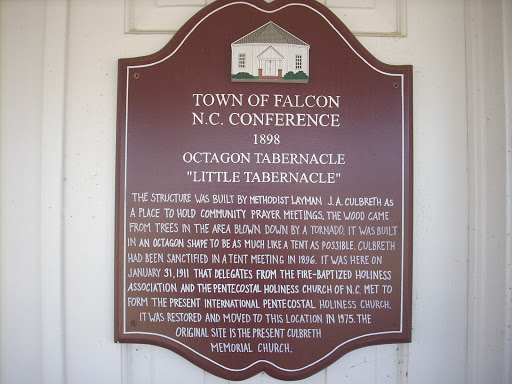 TOWN OF FALCON
N.C. CONFERENCE
1898
OCTAGON TABERNACLE
"LITTLE TABERNACLE"
THE STRUCTURE WAS BUILT BY METHODIST LAYMAN J.A. CULBRETH AS
A PLACE TO HOLD COMMUNITY PRAYER MEETINGS, THE WOOD CAME
FROM TREES IN THE AREA BLOWN DOWN BY A TORNADO. IT WAS BUILT
IN AN OCTAGON SHAPE TO BE AS MUCH LIKE A TENT AS POSSIBLE. CULBRETH
HAD BEEN SANCTIFIED IN A TENT MEETING IN 1896. IT WAS HERE ON
JANUARY 31, 1911 THAT DELEGATES FROM THE FIRE-BAPTIZED HOLINESS
ASSOCIATION AND THE PENTECOSTAL HOLINESS CHURCH OF N.C. MET TO
FORM THE PRESENT INTERNATIONAL PENTECOSTAL HOLINESS CHURCH.
IT WAS RESTORED AND MOVED TO THIS LOCATION IN 1975. THE
ORIGINAL SITE IS THE PRESENT CULBRETH
MEMORIAL CHURCH.